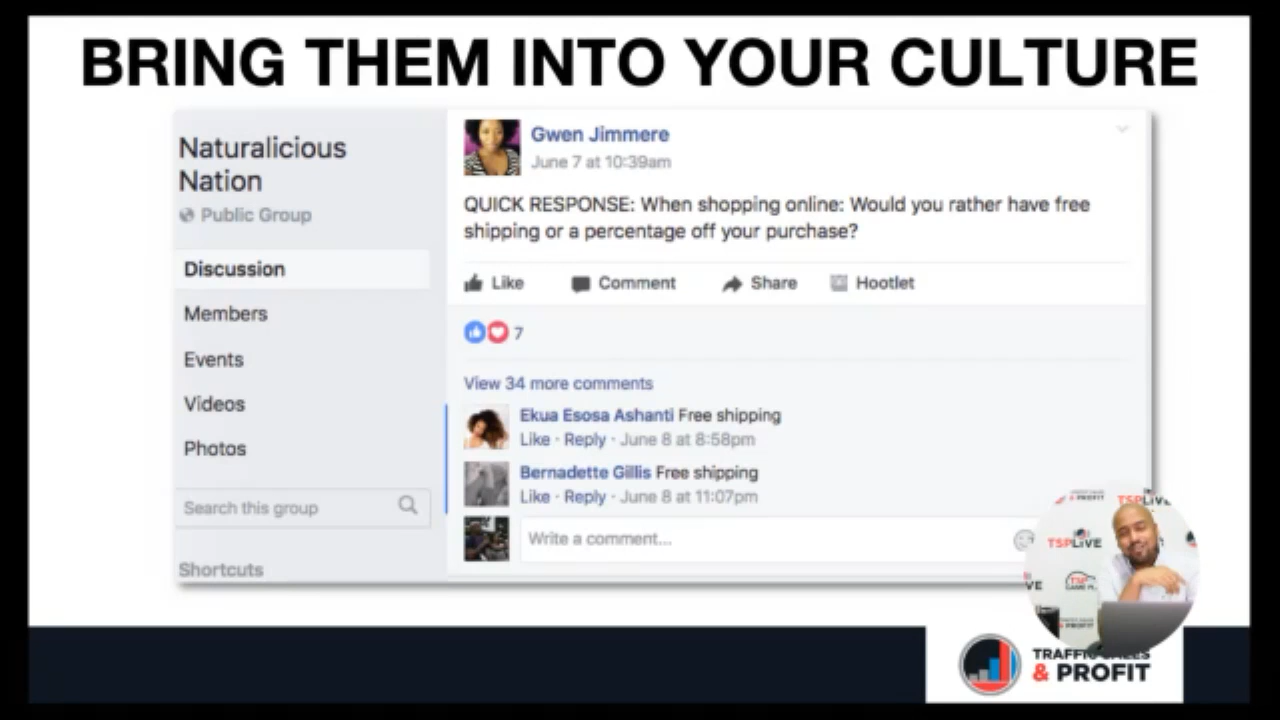 BRING THEM INTO YOUR CULTURE
Naturalicious
Nation
Public Group
Discussion
Members
Events
Videos
Photos
Search this group
Shortcuts
Gwen Jimmere
June 7 at 10:39am
QUICK RESPONSE: When shopping online: Would you rather have free
shipping or a percentage off your purchase?
Like Comment Share Hootlet
7
View 34 more comments
Ekua Esosa Ashanti Free shipping
Like · Reply · June 8 at 8:58pm
Bernadette Gillis Free shipping
Like · Reply · June 8 at 11:07pm
Write a comment...
TSPLIVE
TSPLIVE
& PROFIT
TRAFFIC SALES
& PROFIT